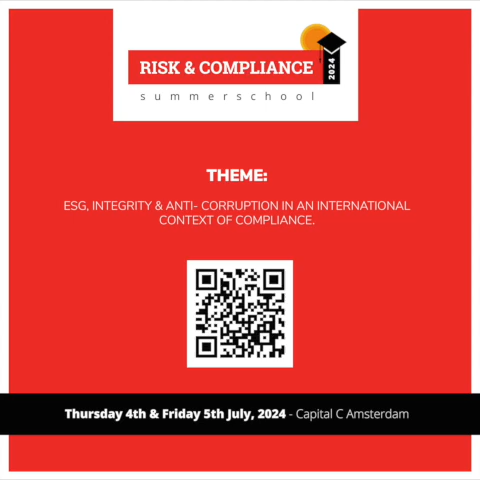 RISK & COMPLIANCE
2024
summerschool
THEME:
ESG, INTEGRITY & ANTI- CORRUPTION IN AN INTERNATIONAL
CONTEXT OF COMPLIANCE.
Thursday 4th & Friday 5th July, 2024 - Capital C Amsterdam